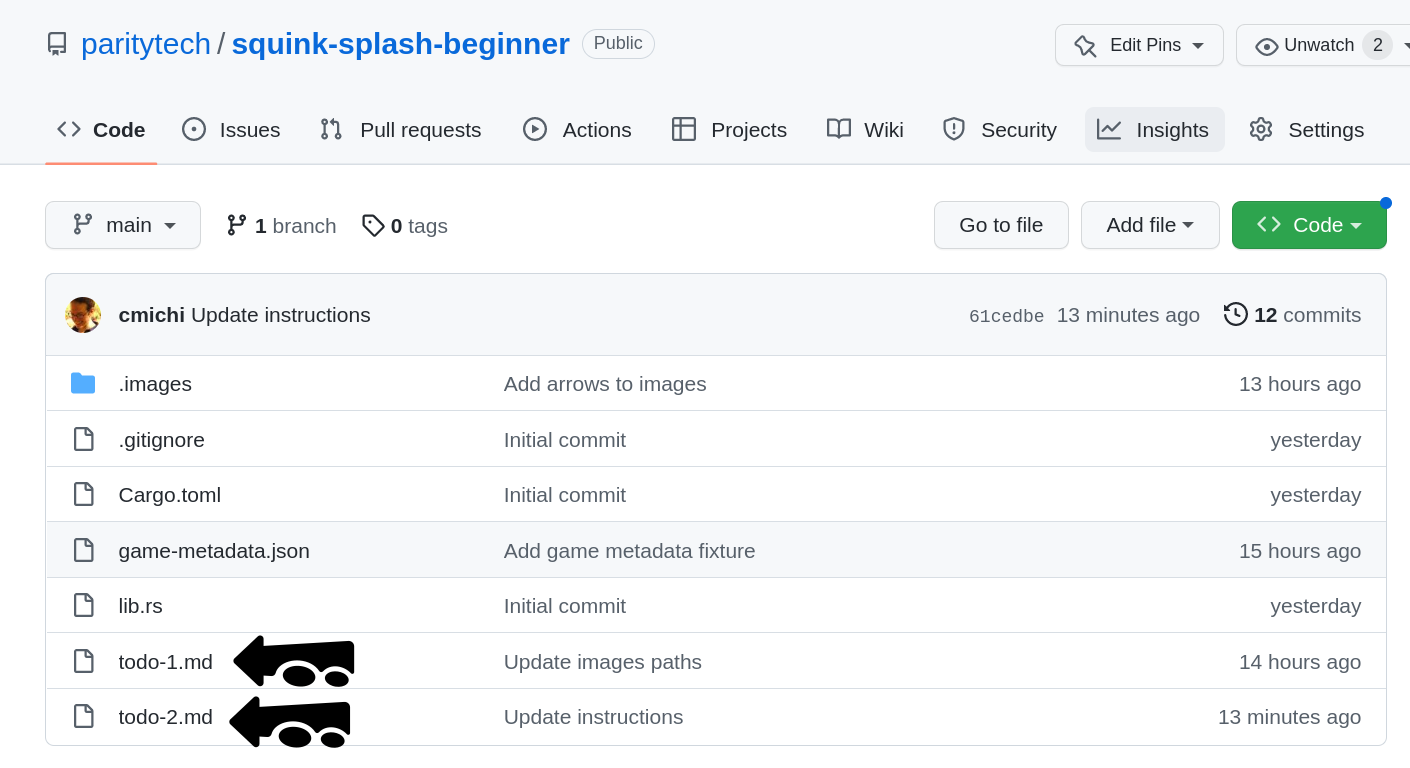 paritytech / squink-splash-beginner Public Edit Pins Unwatch 2
Code Issues Pull requests Actions Projects Wiki Security Insights Settings
main 1 branch 0 tags Go to file Add file Code
cmichi Update instructions 61cedbe 13 minutes ago 12 commits
.images Add arrows to images 13 hours ago
.gitignore Initial commit yesterday
Cargo.toml Initial commit yesterday
game-metadata.json Add game metadata fixture 15 hours ago
lib.rs Initial commit yesterday
todo-1.md Update images paths 14 hours ago
todo-2.md Update instructions 13 minutes ago